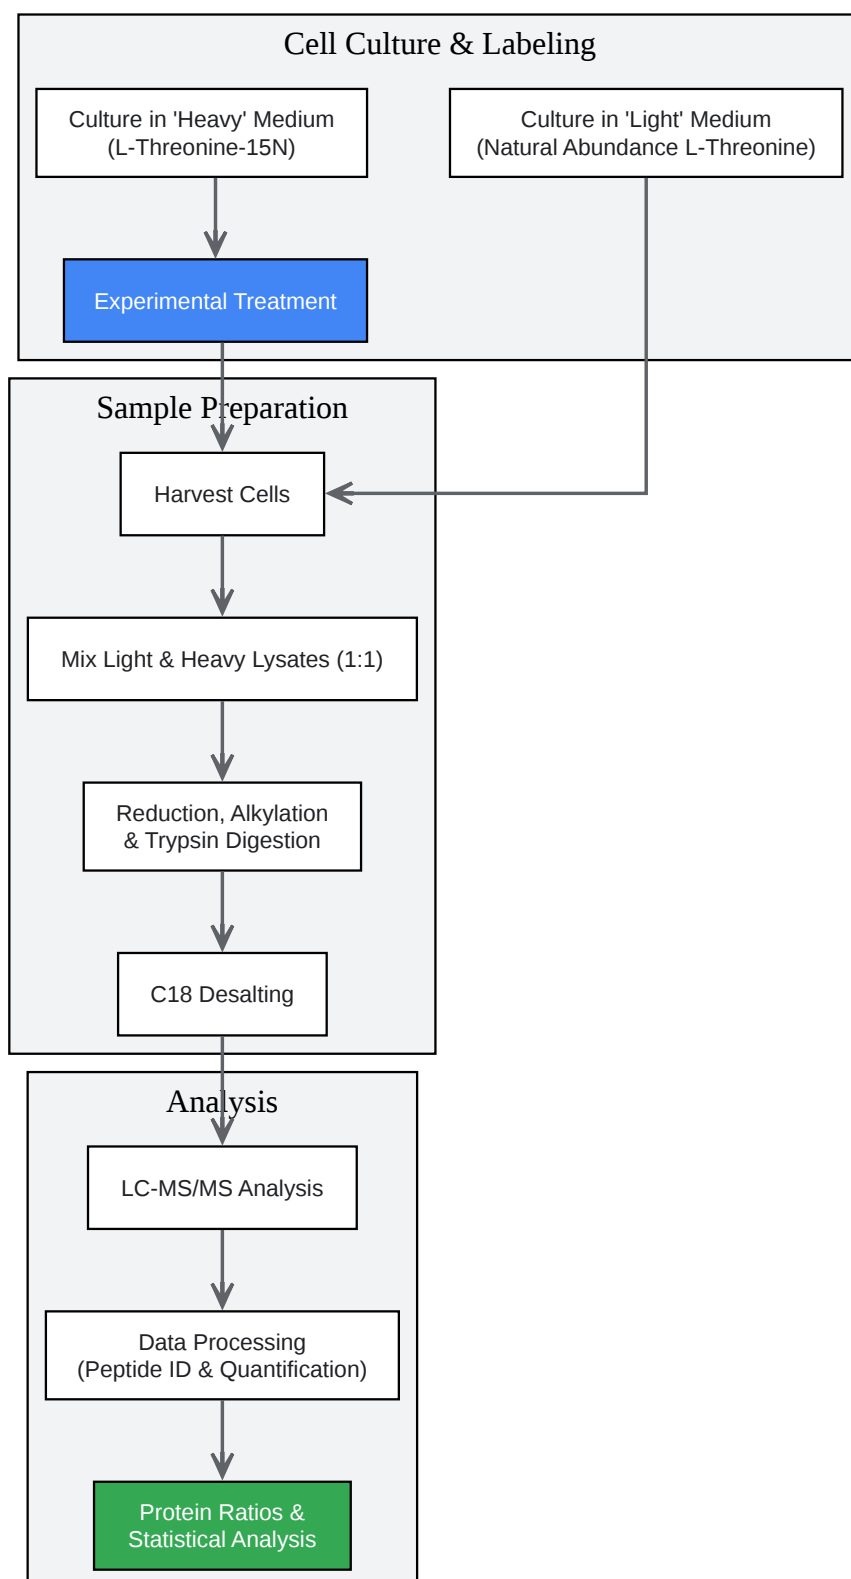 Cell Culture & Labeling
Culture in 'Heavy' Medium
(L-Threonine-15N)
Culture in 'Light' Medium
(Natural Abundance L-Threonine)
Experimental Treatment
Sample Preparation
Harvest Cells
Mix Light & Heavy Lysates (1:1)
Reduction, Alkylation
& Trypsin Digestion
C18 Desalting
Analysis
LC-MS/MS Analysis
Data Processing
(Peptide ID & Quantification)
Protein Ratios &
Statistical Analysis